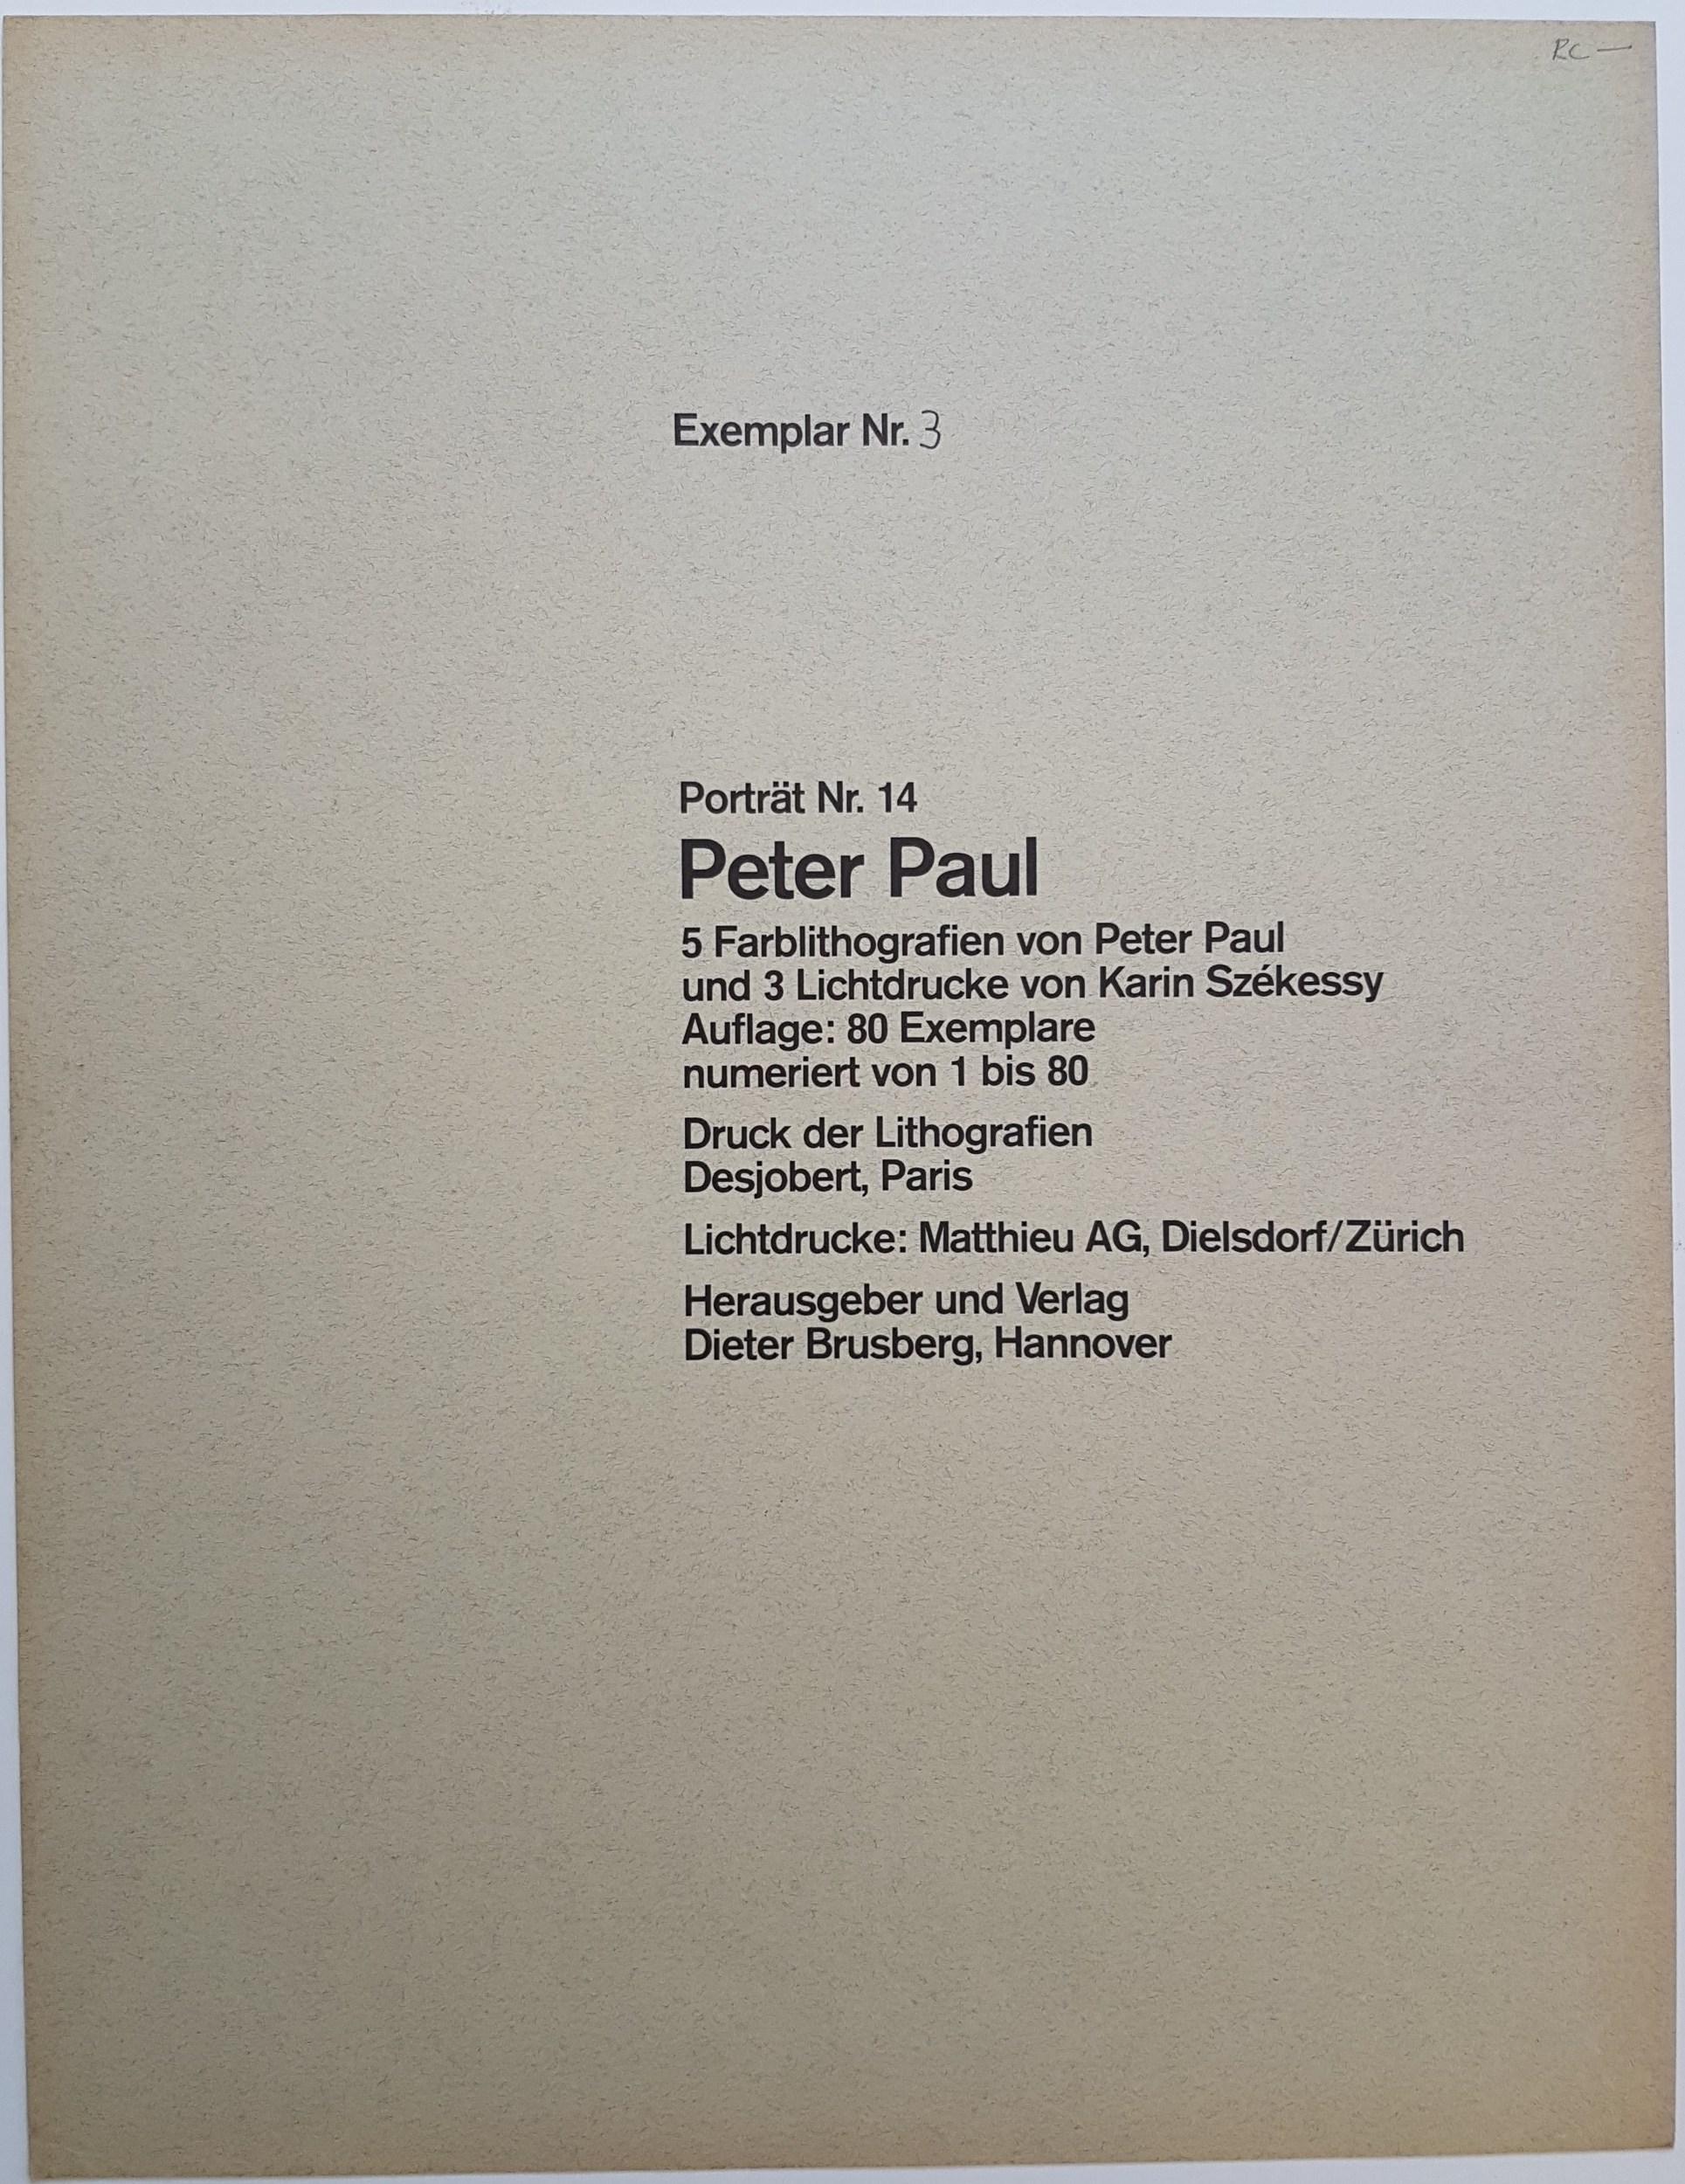 RC —
Exemplar Nr. 3
Porträt Nr. 14
Peter Paul
5 Farblithografien von Peter Paul
und 3 Lichtdrucke von Karin Székessy
Auflage: 80 Exemplare
numeriert von 1 bis 80
Druck der Lithografien
Desjobert, Paris
Lichtdrucke: Matthieu AG, Dielsdorf/Zürich
Herausgeber und Verlag
Dieter Brusberg, Hannover